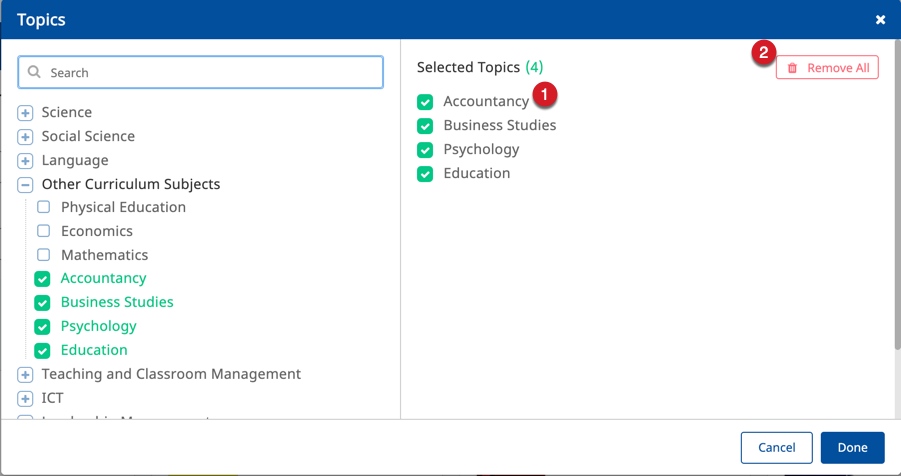 Topics
Search
Science
Social Science
Language
Other Curriculum Subjects
Physical Education
Economics
Mathematics
Accountancy
Business Studies
Psychology
Education
Teaching and Classroom Management
ICT
Selected Topics (4)
2
Remove All
Accountancy
1
Business Studies
Psychology
Education
Cancel
Done